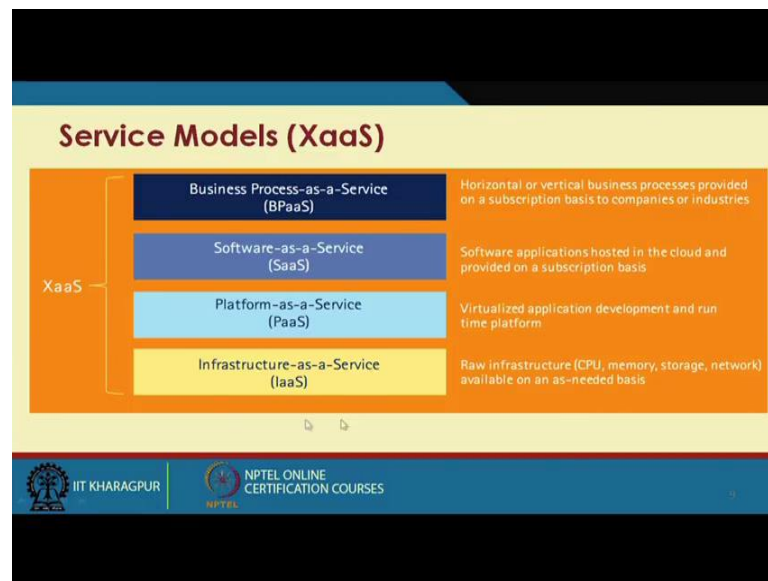 Service Models (XaaS)
XaaS
Business Process-as-a-Service
(BPaaS)
Horizontal or vertical business processes provided
on a subscription basis to companies or industries
Software-as-a-Service
(SaaS)
Software applications hosted in the cloud and
provided on a subscription basis
Platform-as-a-Service
(PaaS)
Virtualized application development and run
time platform
Infrastructure-as-a-Service
(IaaS)
Raw infrastructure (CPU, memory, storage, network)
available on an as-needed basis
IIT KHARAGPUR
NPTEL
NPTEL ONLINE
CERTIFICATION COURSES
9